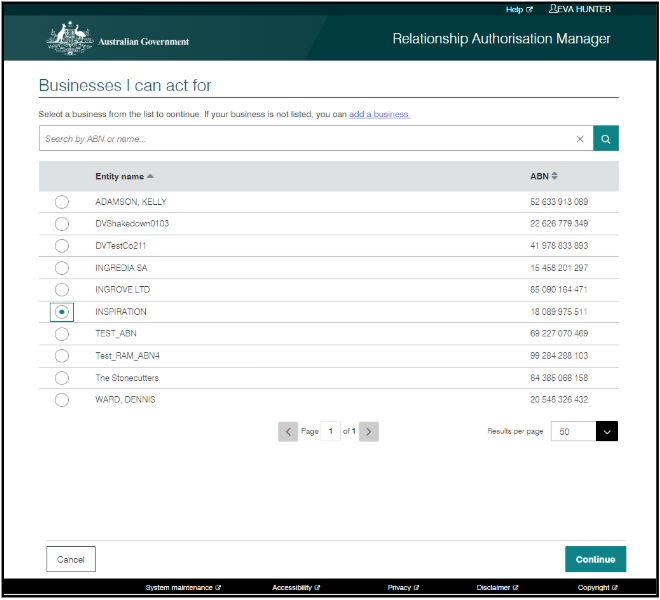 Help EVA HUNTER
Australian Government
Relationship Authorisation Manager
Businesses I can act for
Select a business from the list to continue. If your business is not listed, you can add a business.
Search by ABN or name...
Entity name ABN
ADAMSON, KELLY 52 633 913 089
DVShakedown0103 22 626 779 349
DVTestCo211 41 978 833 893
INGREDIA SA 15 458 201 297
INGROVE LTD 85 090 164 471
INSPIRATION 18 089 975 511
TEST_ABN 69 227 070 469
Test_RAM_ABN4 99 284 288 103
The Stonecutters 64 385 066 158
WARD, DENNIS 20 545 326 432
Page 1 of 1 Results per page 50
Cancel Continue
System maintenance Accessibility Privacy Disclaimer Copyright